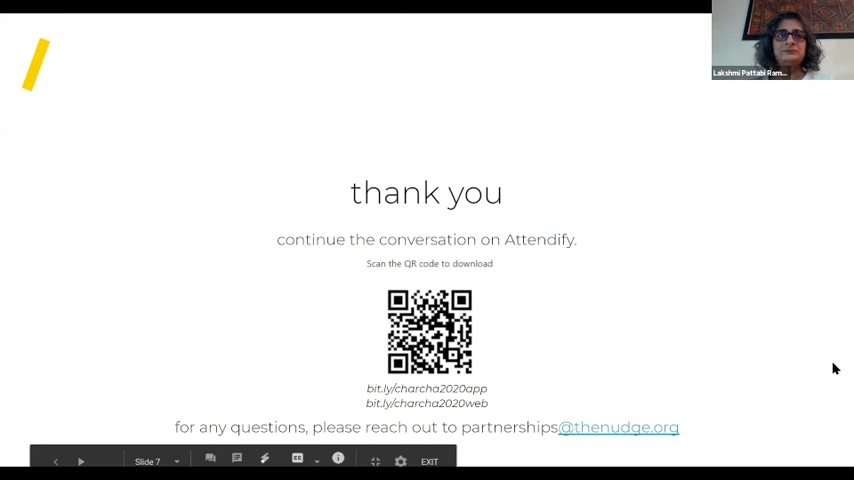 Lakshmi Pattabi Ram...
thank you
continue the conversation on Attendify.
Scan the QR code to download
bit.ly/charcha2020app
bit.ly/charcha2020web
for any questions, please reach out to partnerships@thenudge.org
Slide 7
CC
EXIT